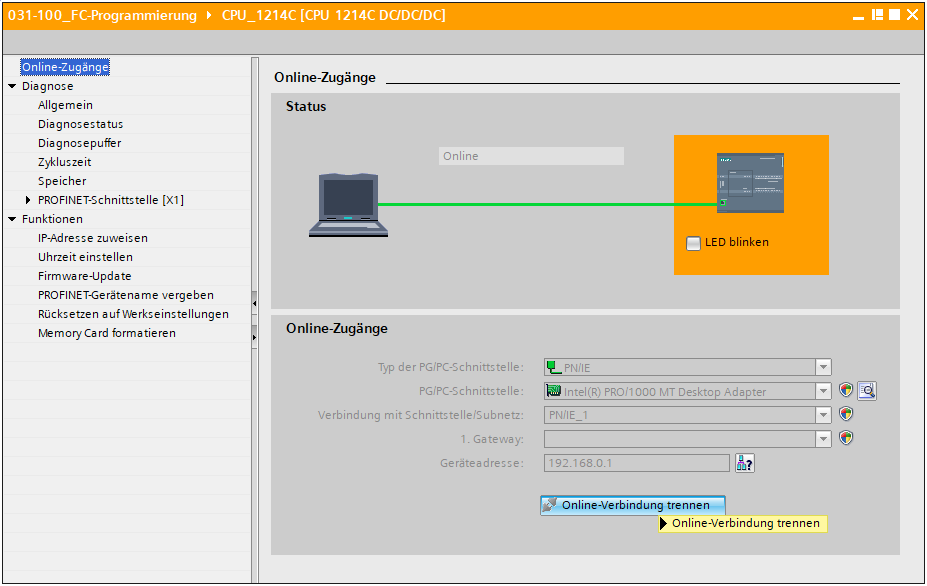 031-100_FC-Programmierung ▸ CPU_1214C [CPU 1214C DC/DC/DC]
Online-Zugänge
Diagnose
Allgemein
Diagnosestatus
Diagnosepuffer
Zykluszeit
Speicher
PROFINET-Schnittstelle [X1]
Funktionen
IP-Adresse zuweisen
Uhrzeit einstellen
Firmware-Update
PROFINET-Gerätename vergeben
Rücksetzen auf Werkseinstellungen
Memory Card formatieren
Online-Zugänge
Status
Online
LED blinken
Online-Zugänge
Typ der PG/PC-Schnittstelle: PN/IE
PG/PC-Schnittstelle: Intel(R) PRO/1000 MT Desktop Adapter
Verbindung mit Schnittstelle/Subnetz: PN/IE_1
1. Gateway:
Geräteadresse: 192.168.0.1
Online-Verbindung trennen
Online-Verbindung trennen